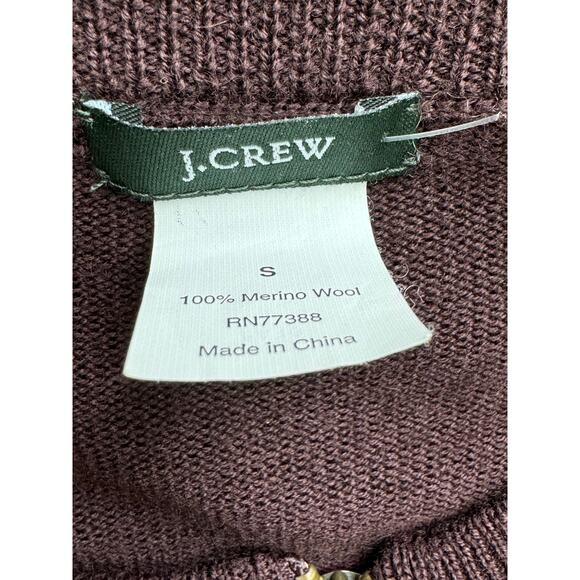 J.CREW
S
100% Merino Wool
RN77388
Made in China